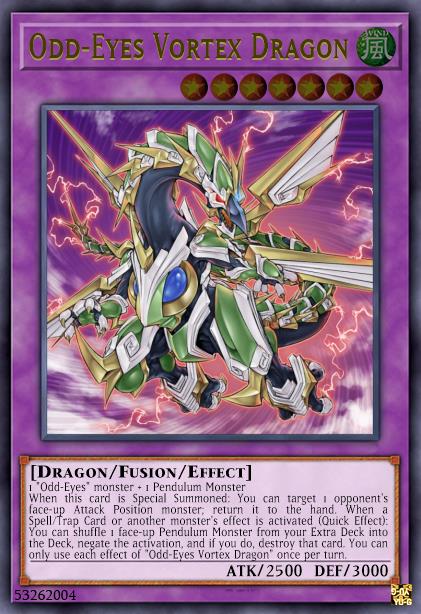 ODD-EYES VORTEX DRAGON
WIND
風
[DRAGON/FUSION/EFFECT]
1 "Odd-Eyes" monster + 1 Pendulum Monster
When this card is Special Summoned: You can target 1 opponent's
face-up Attack Position monster; return it to the hand. When a
Spell/Trap Card or another monster's effect is activated (Quick Effect):
You can shuffle 1 face-up Pendulum Monster from your Extra Deck into
the Deck, negate the activation, and if you do, destroy that card. You can
only use each effect of "Odd-Eyes Vortex Dragon" once per turn.
ATK/2500 DEF/3000
53262004